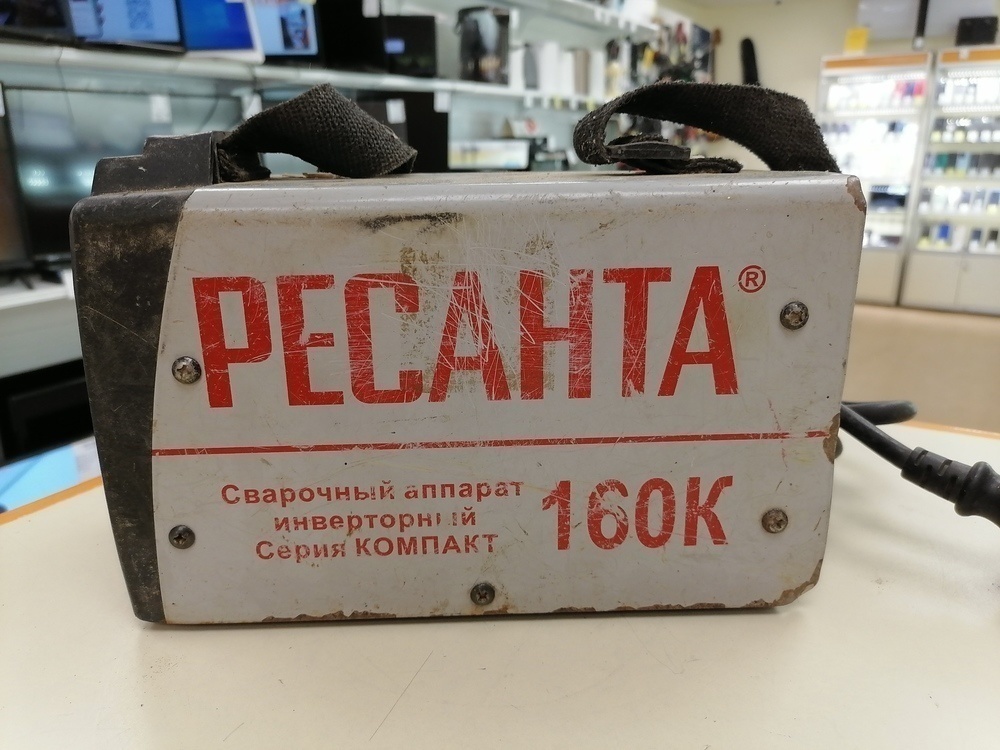 РЕСАНТА®
Сварочный аппарат
инверторный
Серия КОМПАКТ
160К